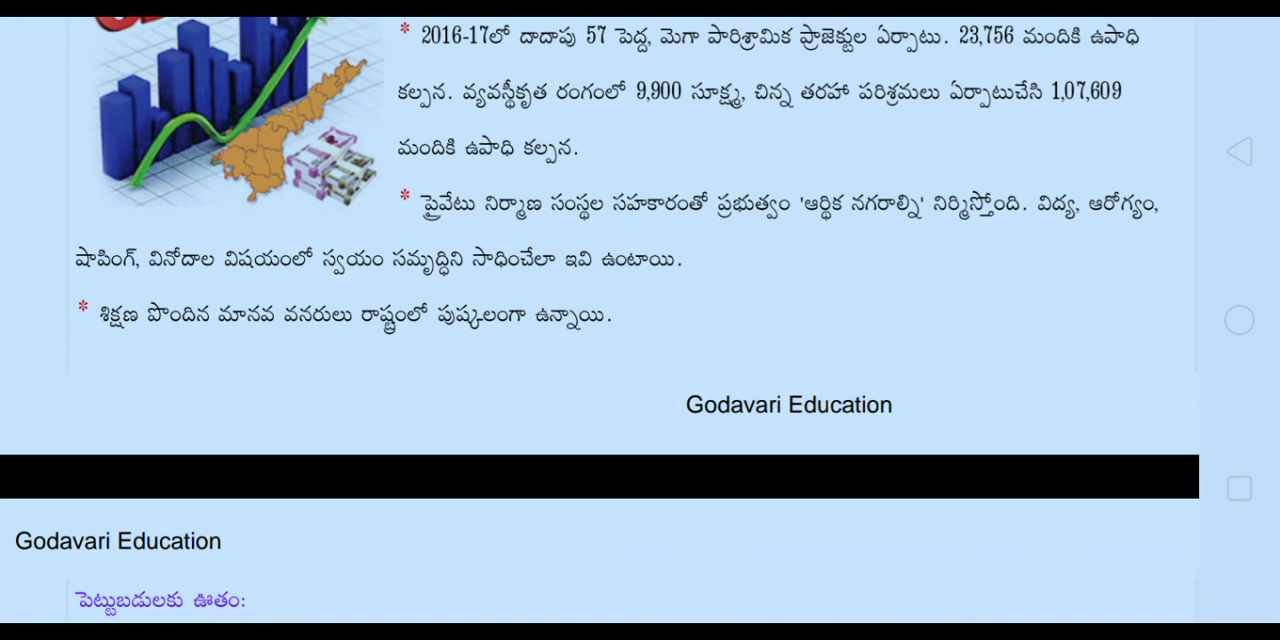 * 2016-17లో దాదాపు 57 పెద్ద, మెగా పారిశ్రామిక ప్రాజెక్టుల ఏర్పాటు. 23,756 మందికి ఉపాధి
కల్పన. వ్యవస్థీకృత రంగంలో 9,900 సూక్ష్మ, చిన్న తరహా పరిశ్రమలు ఏర్పాటుచేసి 1,07,609
మందికి ఉపాధి కల్పన.
* ప్రైవేటు నిర్మాణ సంస్థల సహకారంతో ప్రభుత్వం 'ఆర్థిక నగరాల్ని' నిర్మిస్తోంది. విద్య, ఆరోగ్యం,
షాపింగ్, వినోదాల విషయంలో స్వయం సమృద్ధిని సాధించేలా ఇవి ఉంటాయి.
* శిక్షణ పొందిన మానవ వనరులు రాష్ట్రంలో పుష్కలంగా ఉన్నాయి.
Godavari Education
Godavari Education
పెట్టుబడులకు ఊతం: